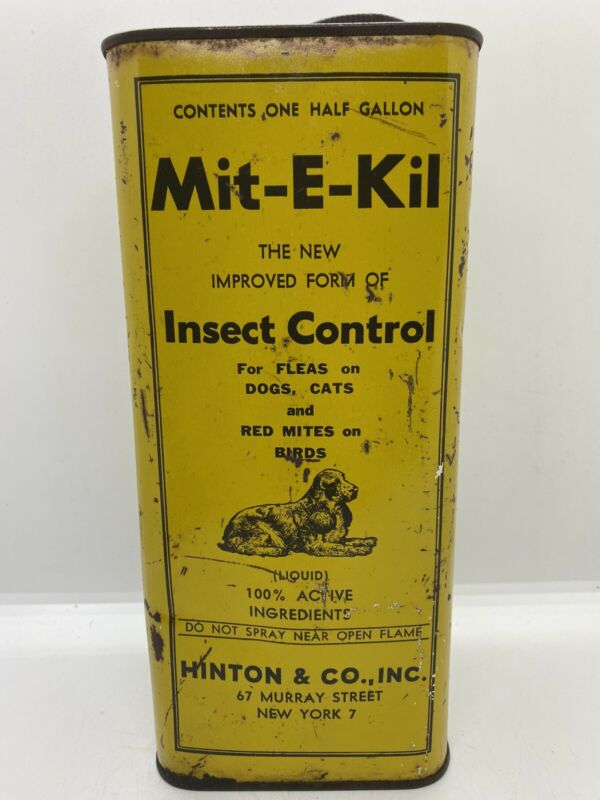 CONTENTS ONE HALF GALLON
Mit-E-Kil
THE NEW
IMPROVED FORM OF
Insect Control
For FLEAS on
DOGS, CATS
and
RED MITES on
BIRDS
(LIQUID)
100% ACTIVE
INGREDIENTS
DO NOT SPRAY NEAR OPEN FLAME
HINTON & CO., INC.
67 MURRAY STREET
NEW YORK 7